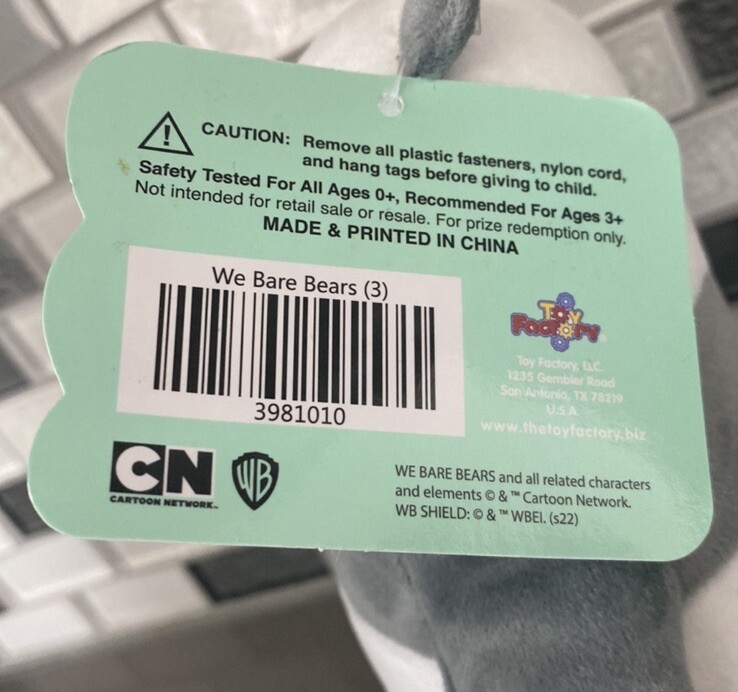 CAUTION: Remove all plastic fasteners, nylon cord,
and hang tags before giving to child.
Safety Tested For All Ages 0+, Recommended For Ages 3+
Not intended for retail sale or resale. For prize redemption only.
MADE & PRINTED IN CHINA
We Bare Bears (3)
3981010
TOY
FACTORY
Toy Factory, LLC
1235 Gembler Road
San Antonio, TX 78219
U.S.A.
www.thetoyfactory.biz
CN
CARTOON NETWORK™
WB
WE BARE BEARS and all related characters
and elements © & ™ Cartoon Network.
WB SHIELD: © & ™ WBEI. (s22)